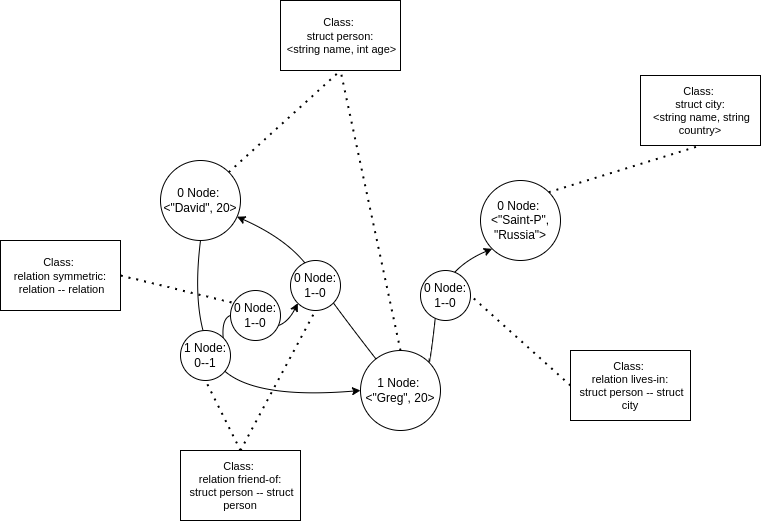 Class:
struct person:
<string name, int age>
Class:
struct city:
<string name, string
country>
0 Node:
<"David", 20>
0 Node:
<"Saint-P",
"Russia">
Class:
relation symmetric:
relation -- relation
0 Node:
1--0
0 Node:
1--0
0 Node:
1--0
1 Node:
0--1
1 Node:
<"Greg", 20>
Class:
relation lives-in:
struct person -- struct
city
Class:
relation friend-of:
struct person -- struct
person